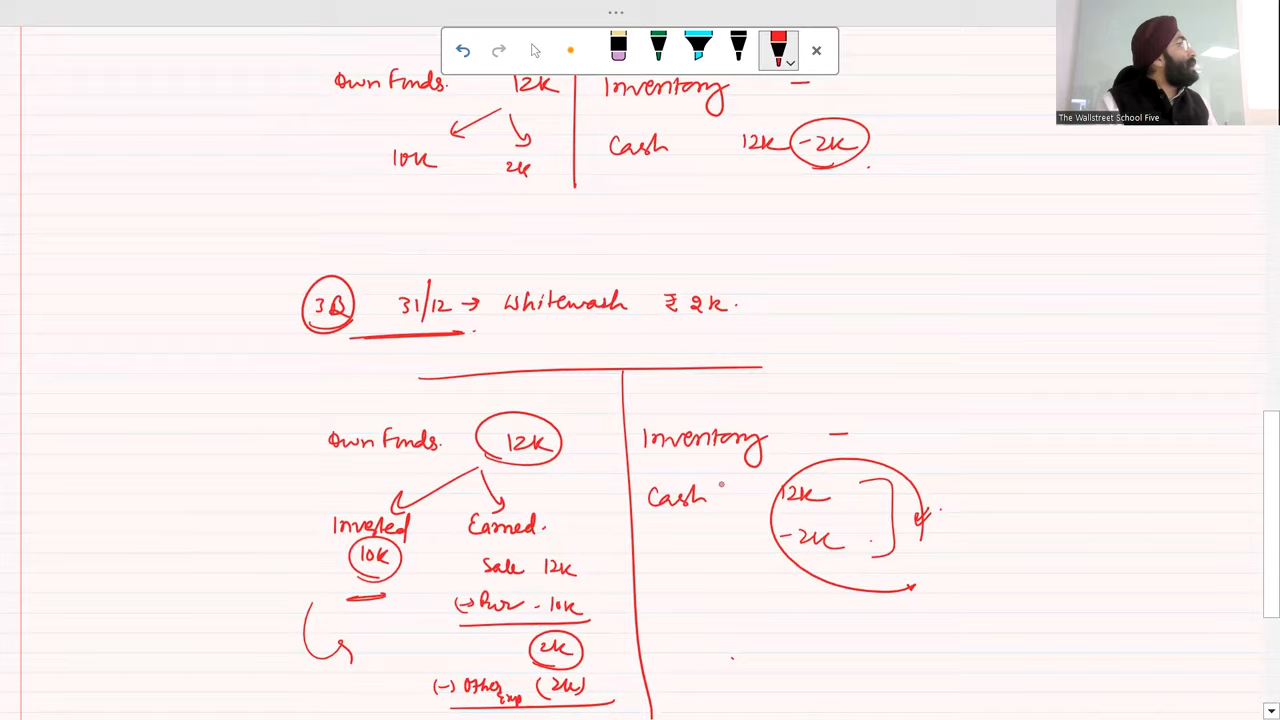 The Wallstreet School Five
Own Funds. 12K Inventory -
10K 2K Cash 12K -2K
3B 31/12 → Whitewash ₹ 2K.
Own Funds. 12K Inventory -
Invested Earned. Cash 12K
10K Sale 12K -2K
(-) Pur - 10K
2K
(-) Other Exp (2K)